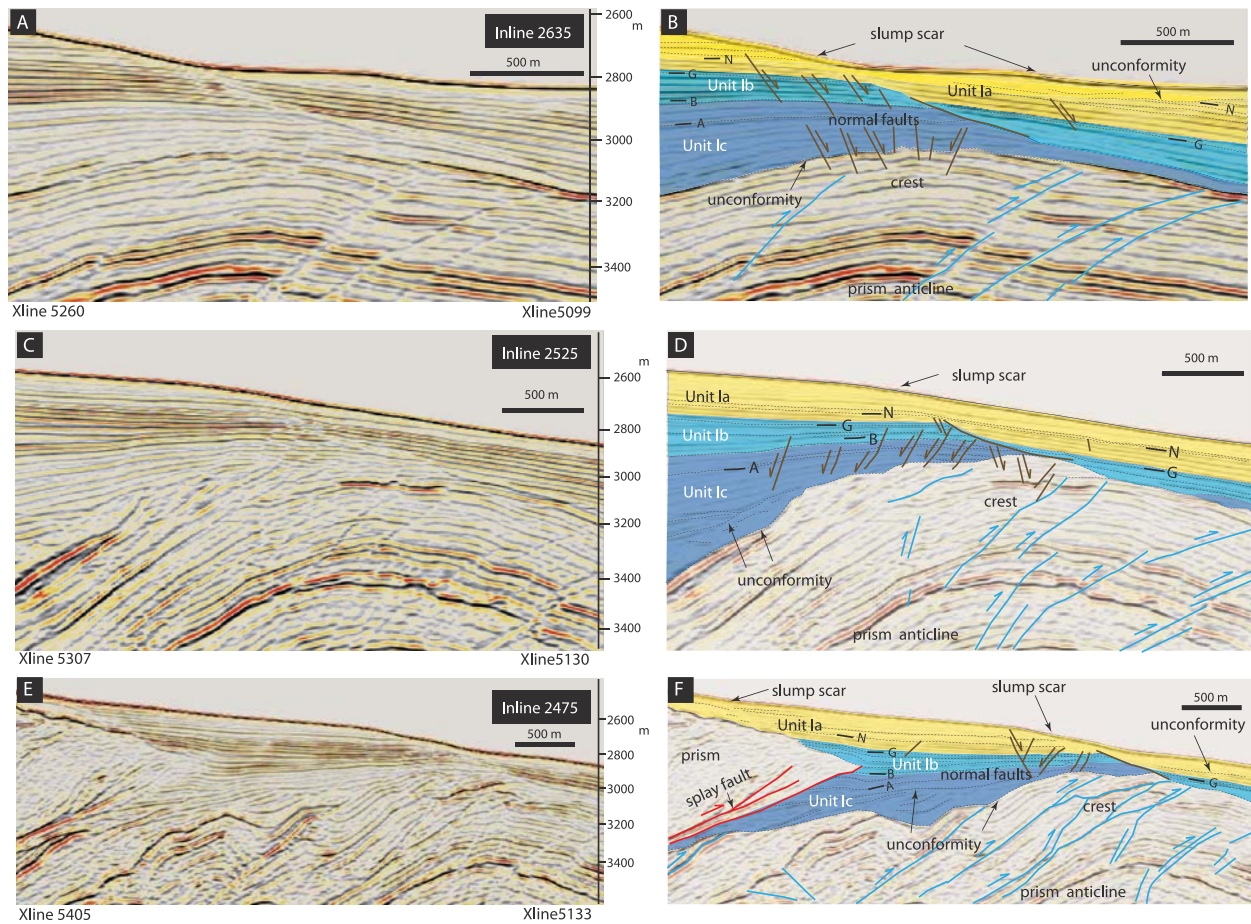 A
Inline 2635
500 m
2600
m
2800
3000
3200
3400
Xline 5260
Xline5099
B
slump scar
500 m
unconformity
N
G
Unit Ib
Unit Ia
B
N
A
normal faults
Unit Ic
G
crest
unconformity
prism anticline
C
Inline 2525
m
2600
500 m
2800
3000
3200
3400
3400
Xline 5307
Xline5130
D
500 m
slump scar
Unit Ia
N
G
Unit Ib
B
N
A
G
Unit Ic
crest
unconformity
prism anticline
E
Inline 2475
m
2600
500 m
2800
3000
3200
3400
Xline 5405
Xline5133
F
slump scar
slump scar
500 m
unconformity
Unit Ia
N
prism
G
Unit Ib
B
normal faults
splay fault
A
G
Unit Ic
crest
unconformity
prism anticline